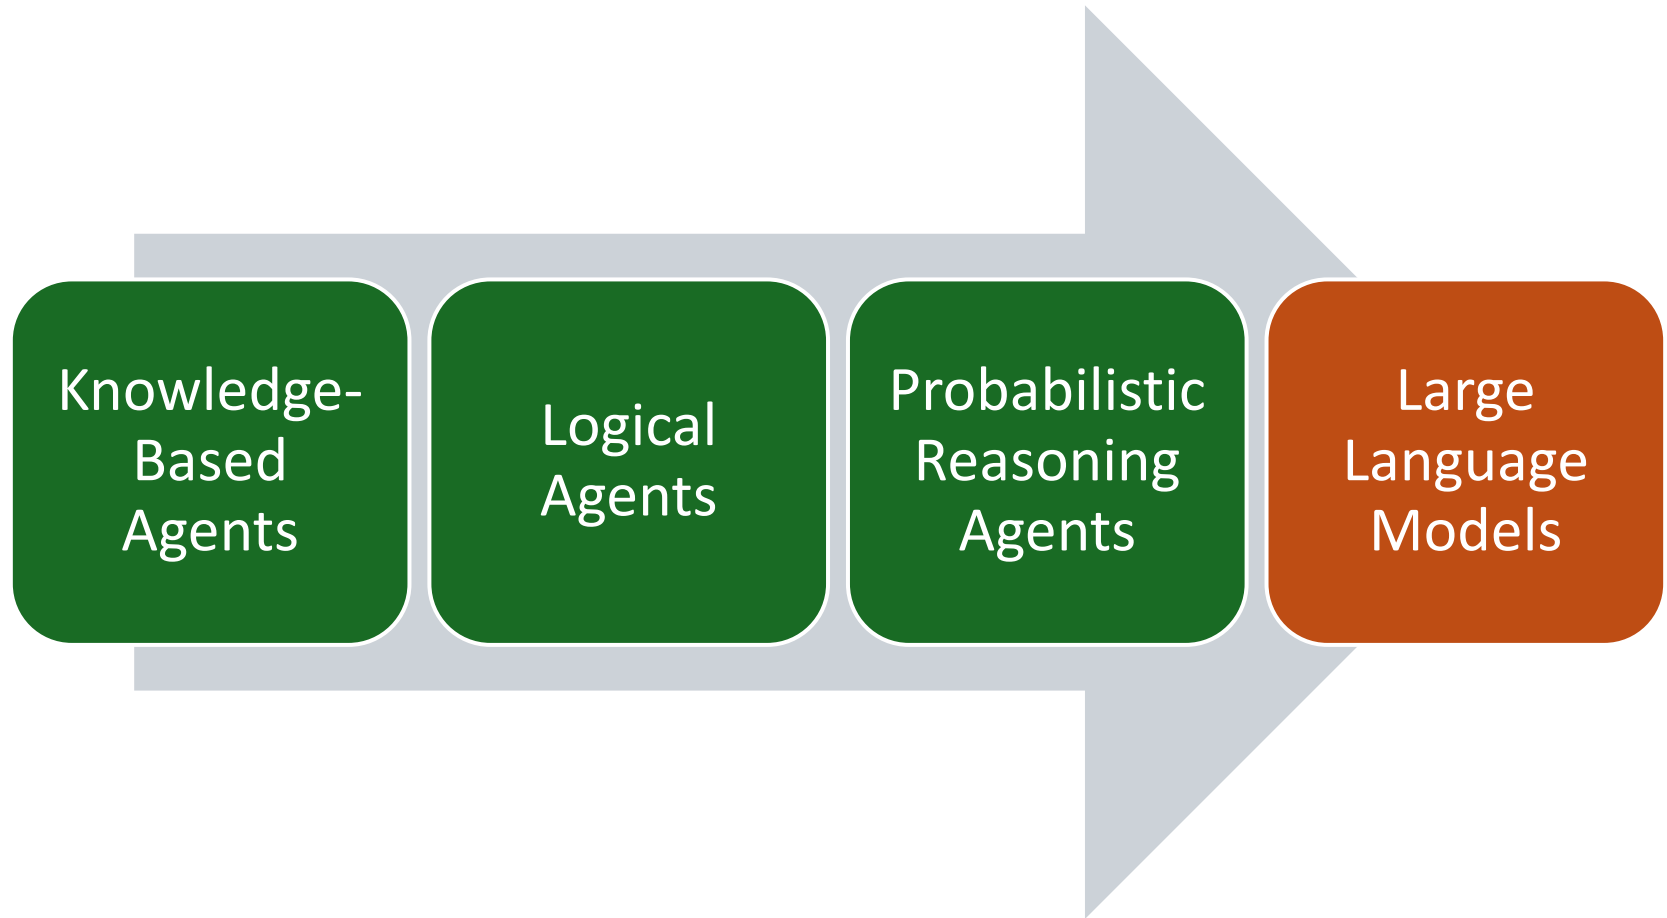 Knowledge-
Based
Agents
Logical
Agents
Probabilistic
Reasoning
Agents
Large
Language
Models